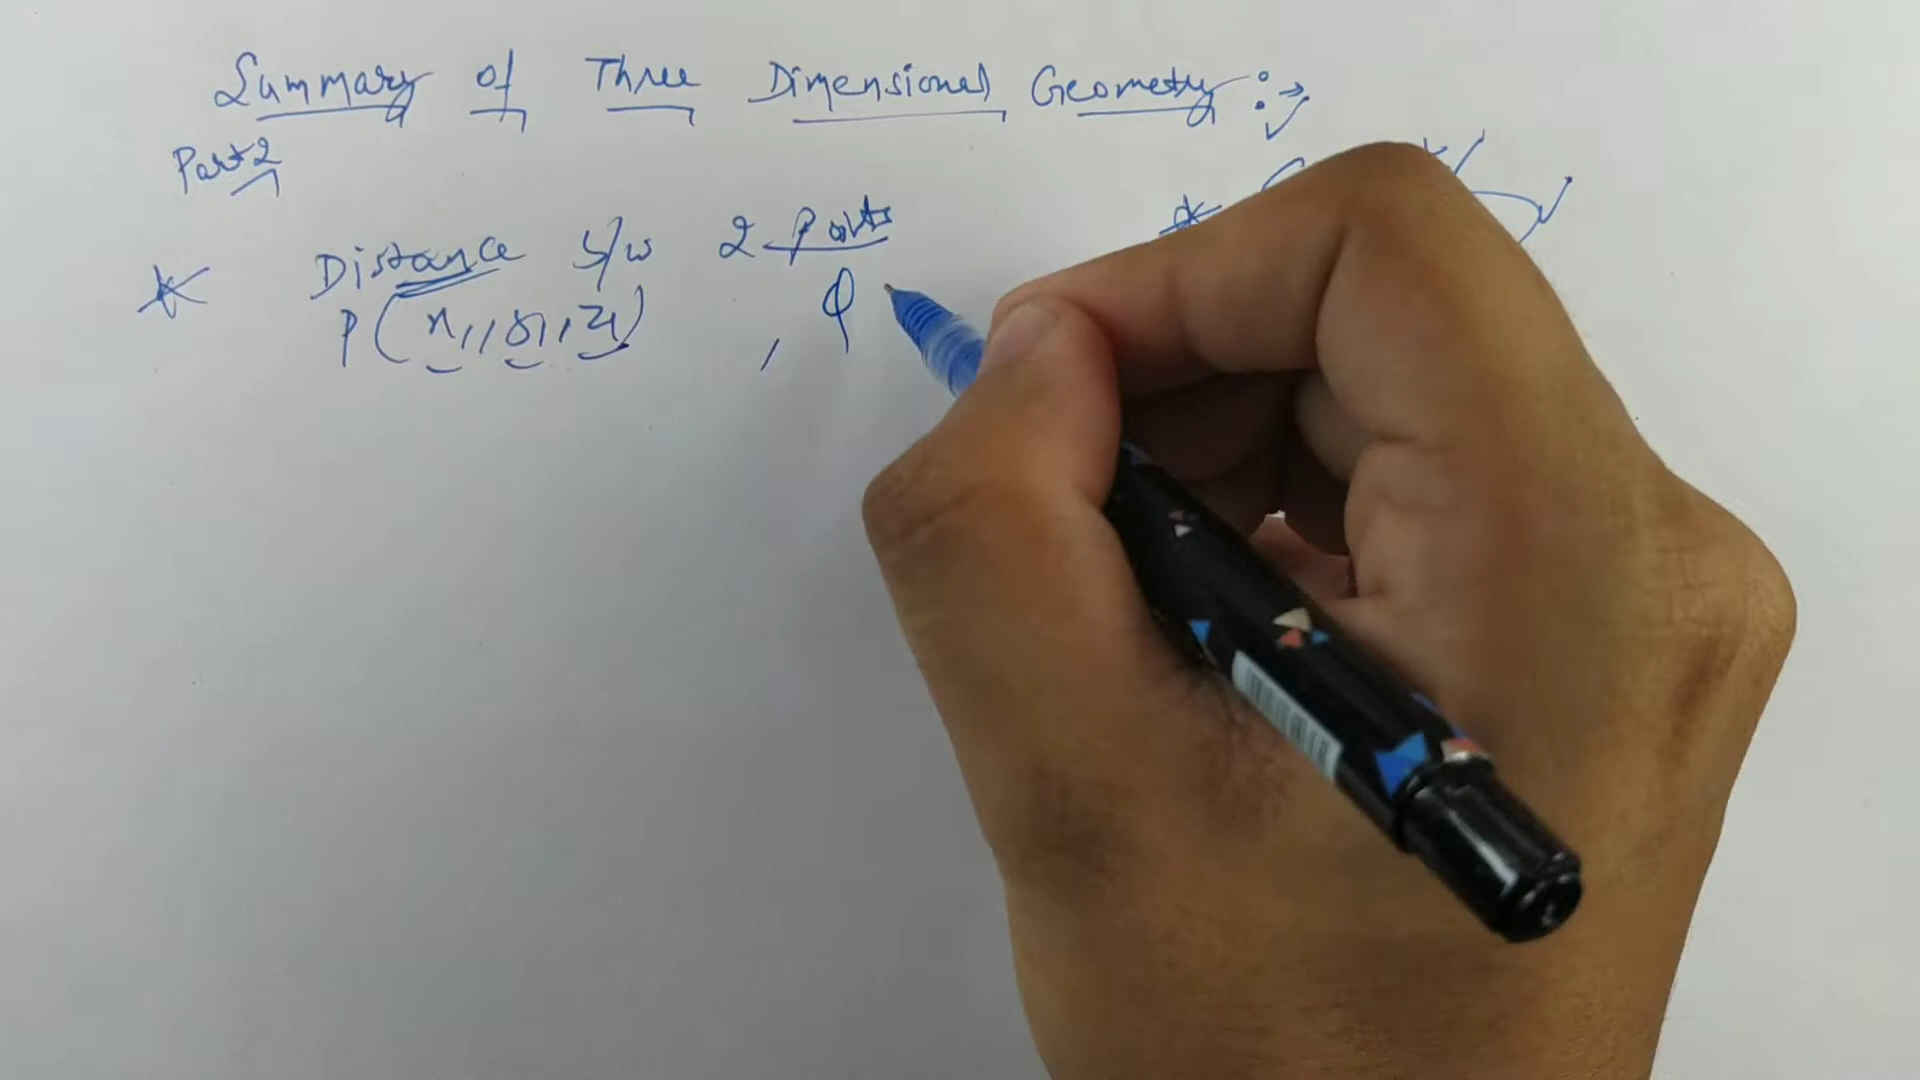 Summary of Three Dimensional Geometry :→
Part 2
* Distance b/w 2 Points
P(x₁, y₁, z₁) , Q
*